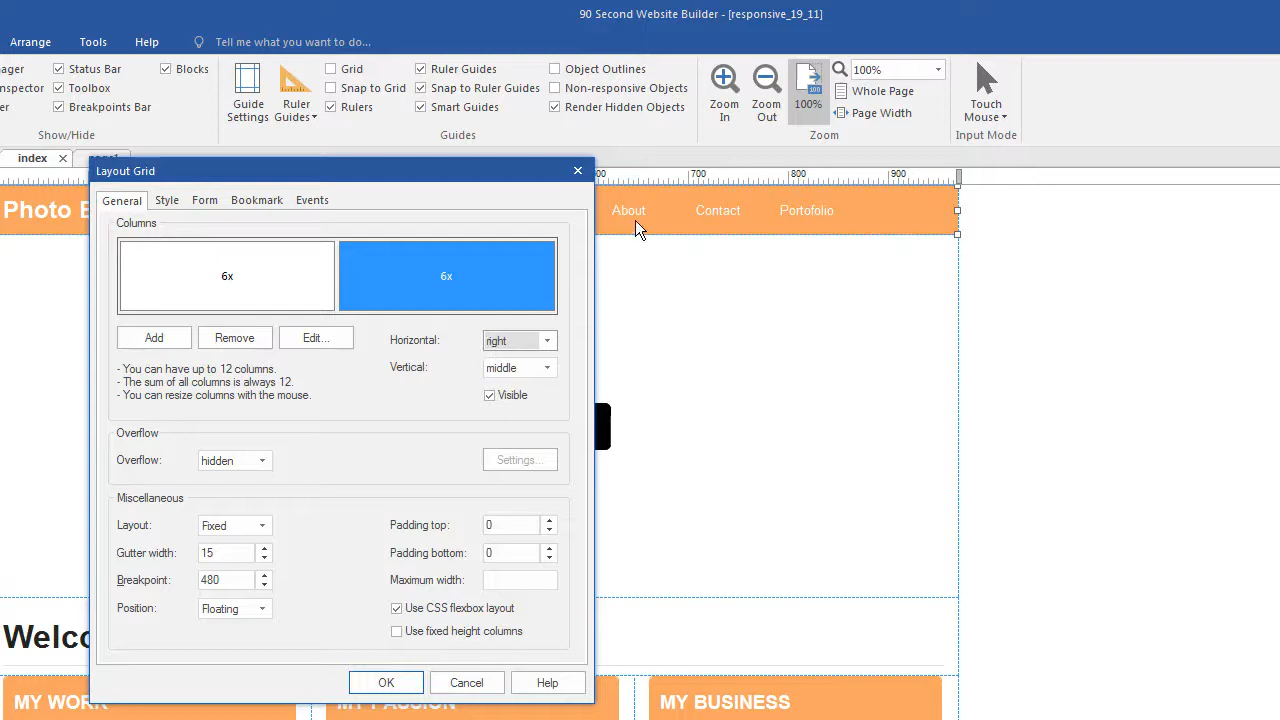 90 Second Website Builder - [responsive_19_11]
Arrange Tools Help Tell me what you want to do...
Status Bar Blocks Grid Ruler Guides Object Outlines 100%
Toolbox Snap to Grid Snap to Ruler Guides Non-responsive Objects Whole Page
Breakpoints Bar Rulers Smart Guides Render Hidden Objects Page Width
Guide Settings
Ruler Guides
Zoom In
Zoom Out
100%
Touch Mouse
Show/Hide Guides Zoom Input Mode
index
700 800 900
Layout Grid
General Style Form Bookmark Events
Photo
About Contact Portofolio
Columns
6x 6x
Add Remove Edit... Horizontal: right
Vertical: middle
- You can have up to 12 columns.
- The sum of all columns is always 12.
- You can resize columns with the mouse.
Visible
Overflow
Overflow: hidden Settings...
Miscellaneous
Layout: Fixed Padding top: 0
Gutter width: 15 Padding bottom: 0
Breakpoint: 480 Maximum width:
Position: Floating Use CSS flexbox layout
Use fixed height columns
OK Cancel Help
MY WORK MY PASSION MY BUSINESS